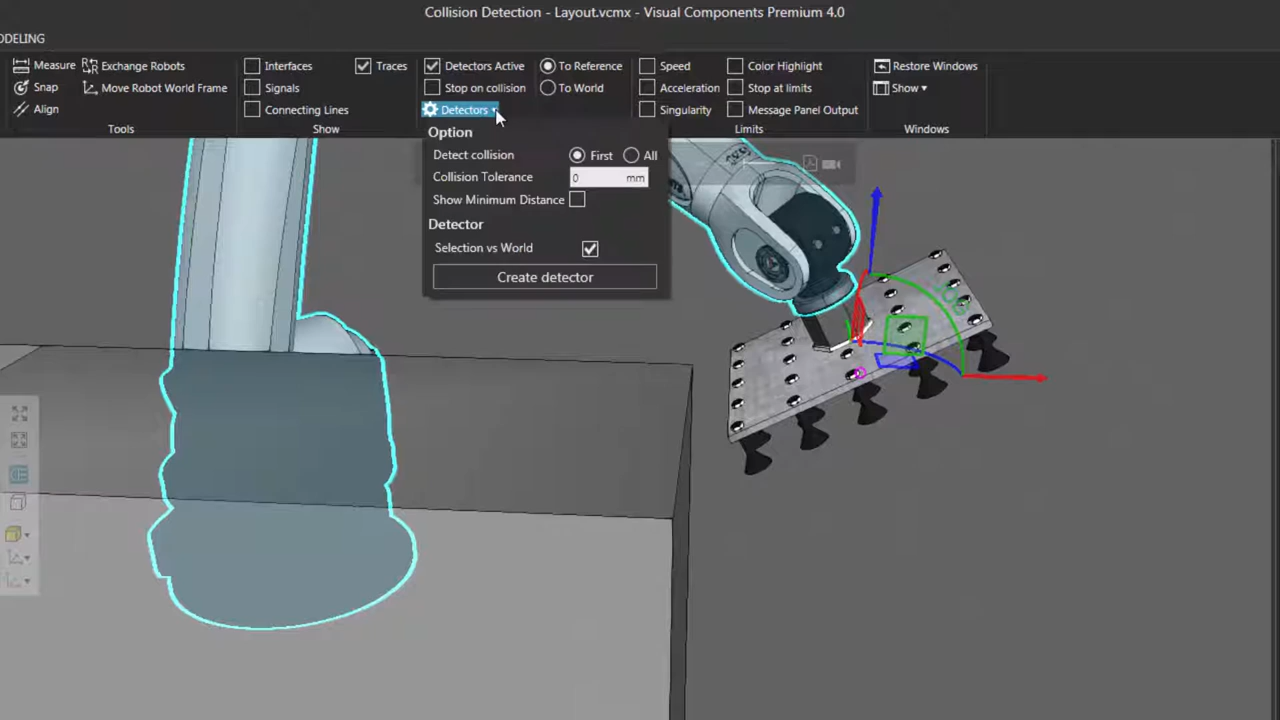 Collision Detection - Layout.vcmx - Visual Components Premium 4.0
ODELING
Measure Exchange Robots Interfaces Traces Detectors Active To Reference Speed Color Highlight Restore Windows
Snap Move Robot World Frame Signals Stop on collision To World Acceleration Stop at limits Show
Align Connecting Lines Detectors Singularity Message Panel Output
Tools Show Limits Windows
Option
Detect collision First All
Collision Tolerance 0 mm
Show Minimum Distance
Detector
Selection vs World
Create detector